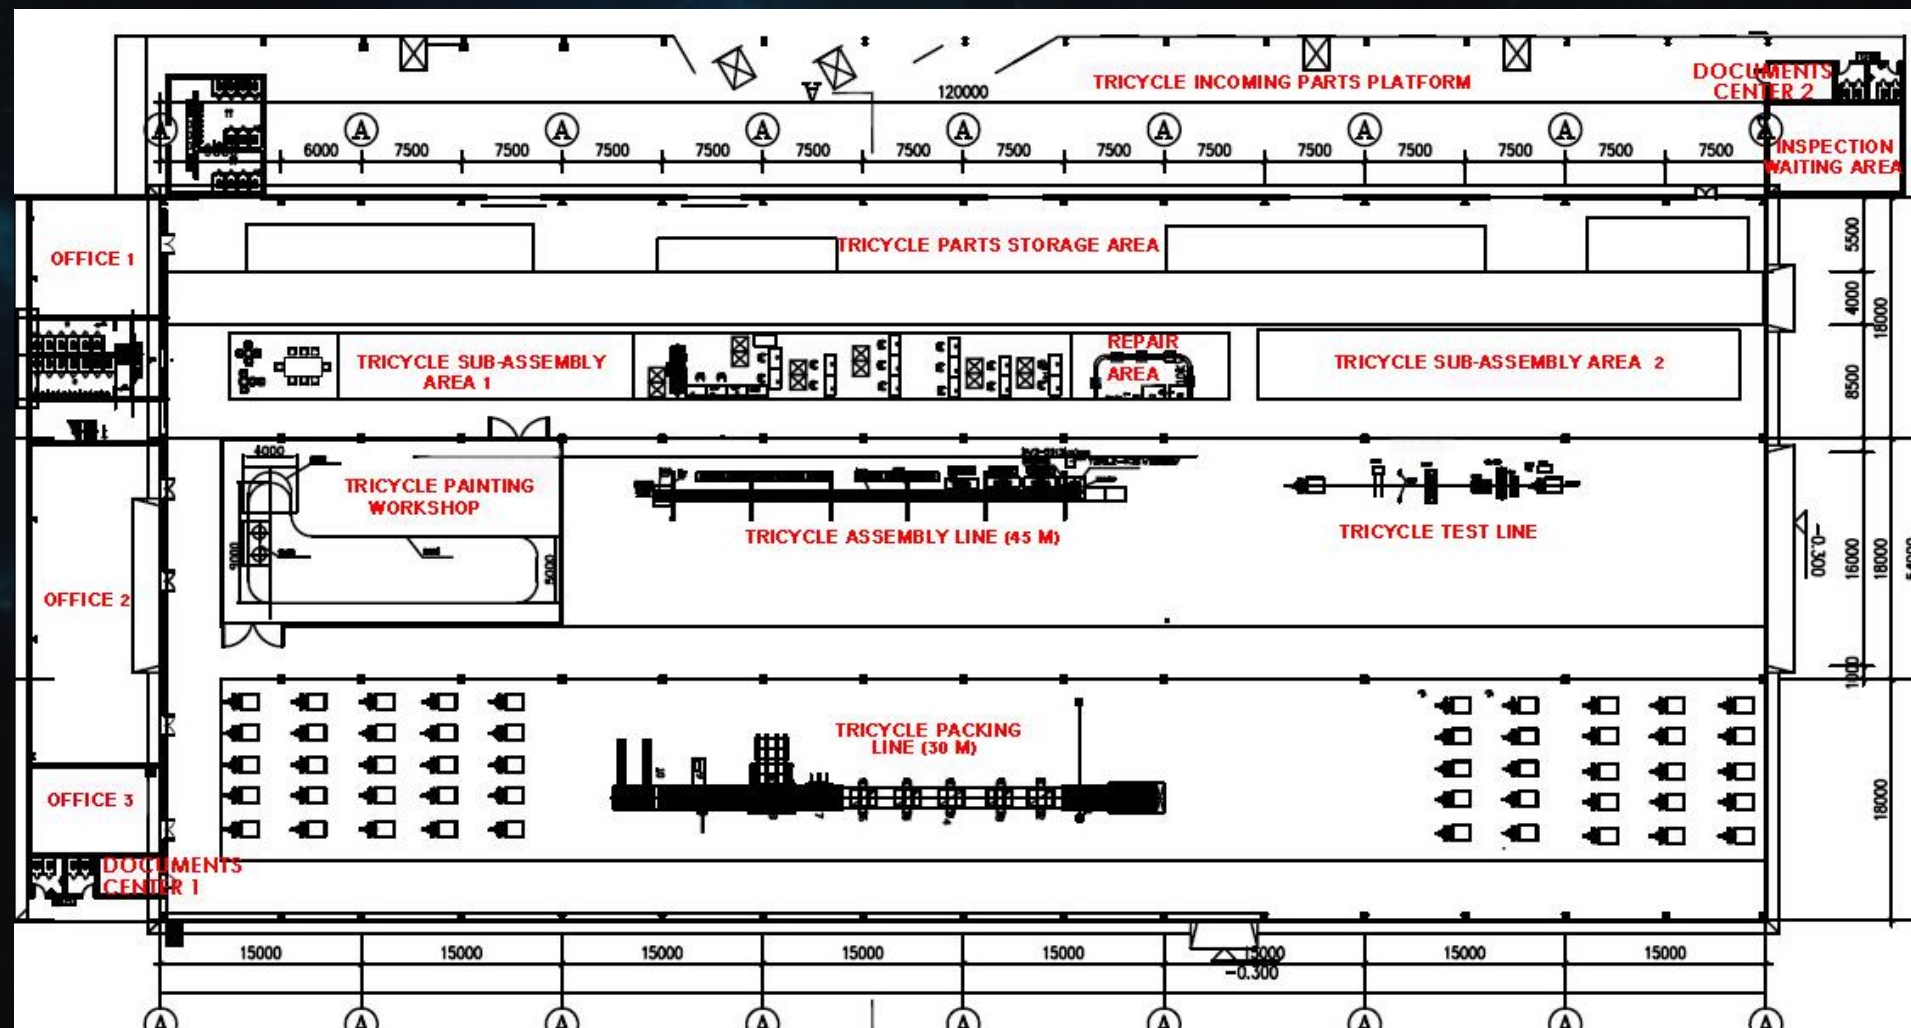 TRICYCLE INCOMING PARTS PLATFORM
DOCUMENTS
CENTER 2
120000
A
A A A A A A A A
6000 7500 7500 7500 7500 7500 7500 7500 7500 7500 7500 7500 7500 7500 7500 7500
INSPECTION
WAITING AREA
OFFICE 1
TRICYCLE PARTS STORAGE AREA
5500
4000
18000
TRICYCLE SUB-ASSEMBLY
AREA 1
REPAIR
AREA
TRICYCLE SUB-ASSEMBLY AREA 2
8500
4000
TRICYCLE PAINTING
WORKSHOP
9000
5000
TRICYCLE ASSEMBLY LINE (45 M)
TRICYCLE TEST LINE
-0.300
16000
18000
OFFICE 2
1000
TRICYCLE PACKING
LINE (30 M)
OFFICE 3
18000
DOCUMENTS
CENTER 1
15000 15000 15000 15000 15000 15000 15000 15000
-0.300
A A A A A A A A A